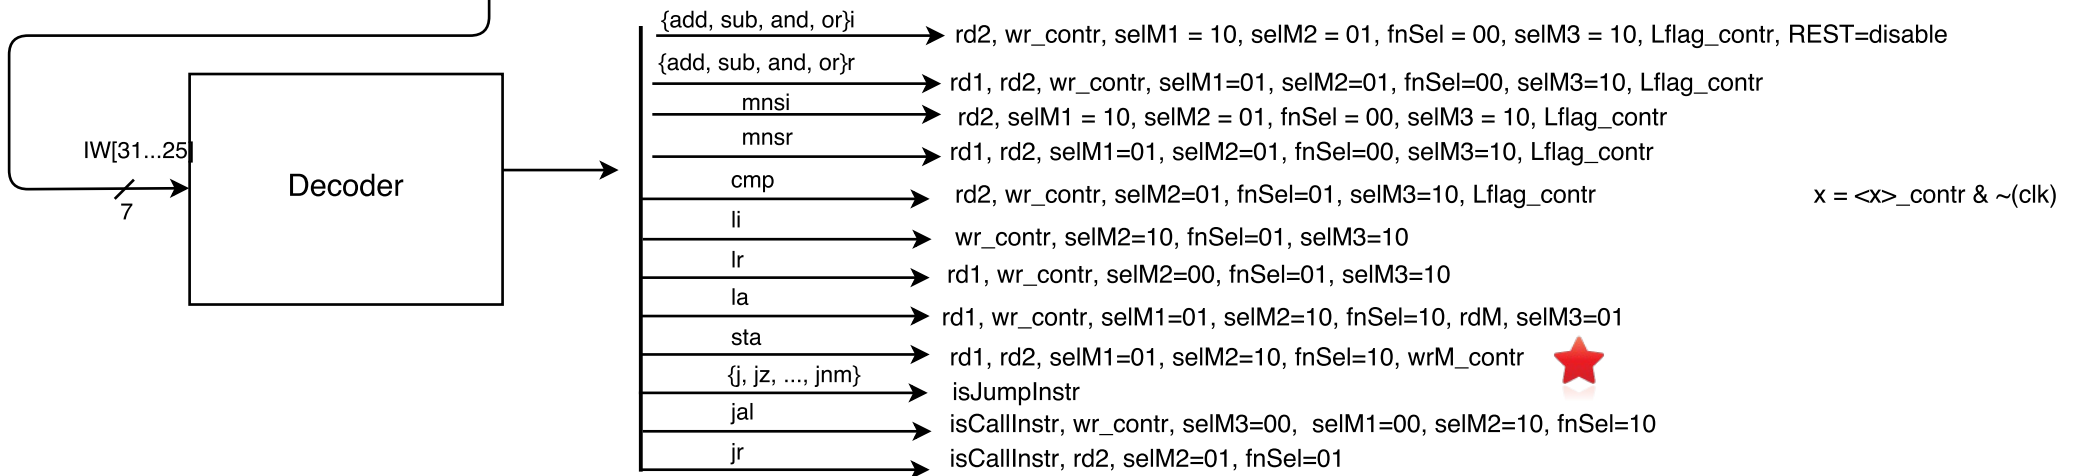 {add, sub, and, or}i
rd2, wr_contr, selM1 = 10, selM2 = 01, fnSel = 00, selM3 = 10, Lflag_contr, REST=disable
{add, sub, and, or}r
rd1, rd2, wr_contr, selM1=01, selM2=01, fnSel=00, selM3=10, Lflag_contr
mnsi
rd2, selM1 = 10, selM2 = 01, fnSel = 00, selM3 = 10, Lflag_contr
mnsr
rd1, rd2, selM1=01, selM2=01, fnSel=00, selM3=10, Lflag_contr
IW[31...25]
Decoder
7
cmp
rd2, wr_contr, selM2=01, fnSel=01, selM3=10, Lflag_contr
x = <x>_contr & ~(clk)
li
wr_contr, selM2=10, fnSel=01, selM3=10
lr
rd1, wr_contr, selM2=00, fnSel=01, selM3=10
la
rd1, wr_contr, selM1=01, selM2=10, fnSel=10, rdM, selM3=01
sta
rd1, rd2, selM1=01, selM2=10, fnSel=10, wrM_contr
{j, jz, ..., jnm}
isJumpInstr
jal
isCallInstr, wr_contr, selM3=00, selM1=00, selM2=10, fnSel=10
jr
isCallInstr, rd2, selM2=01, fnSel=01